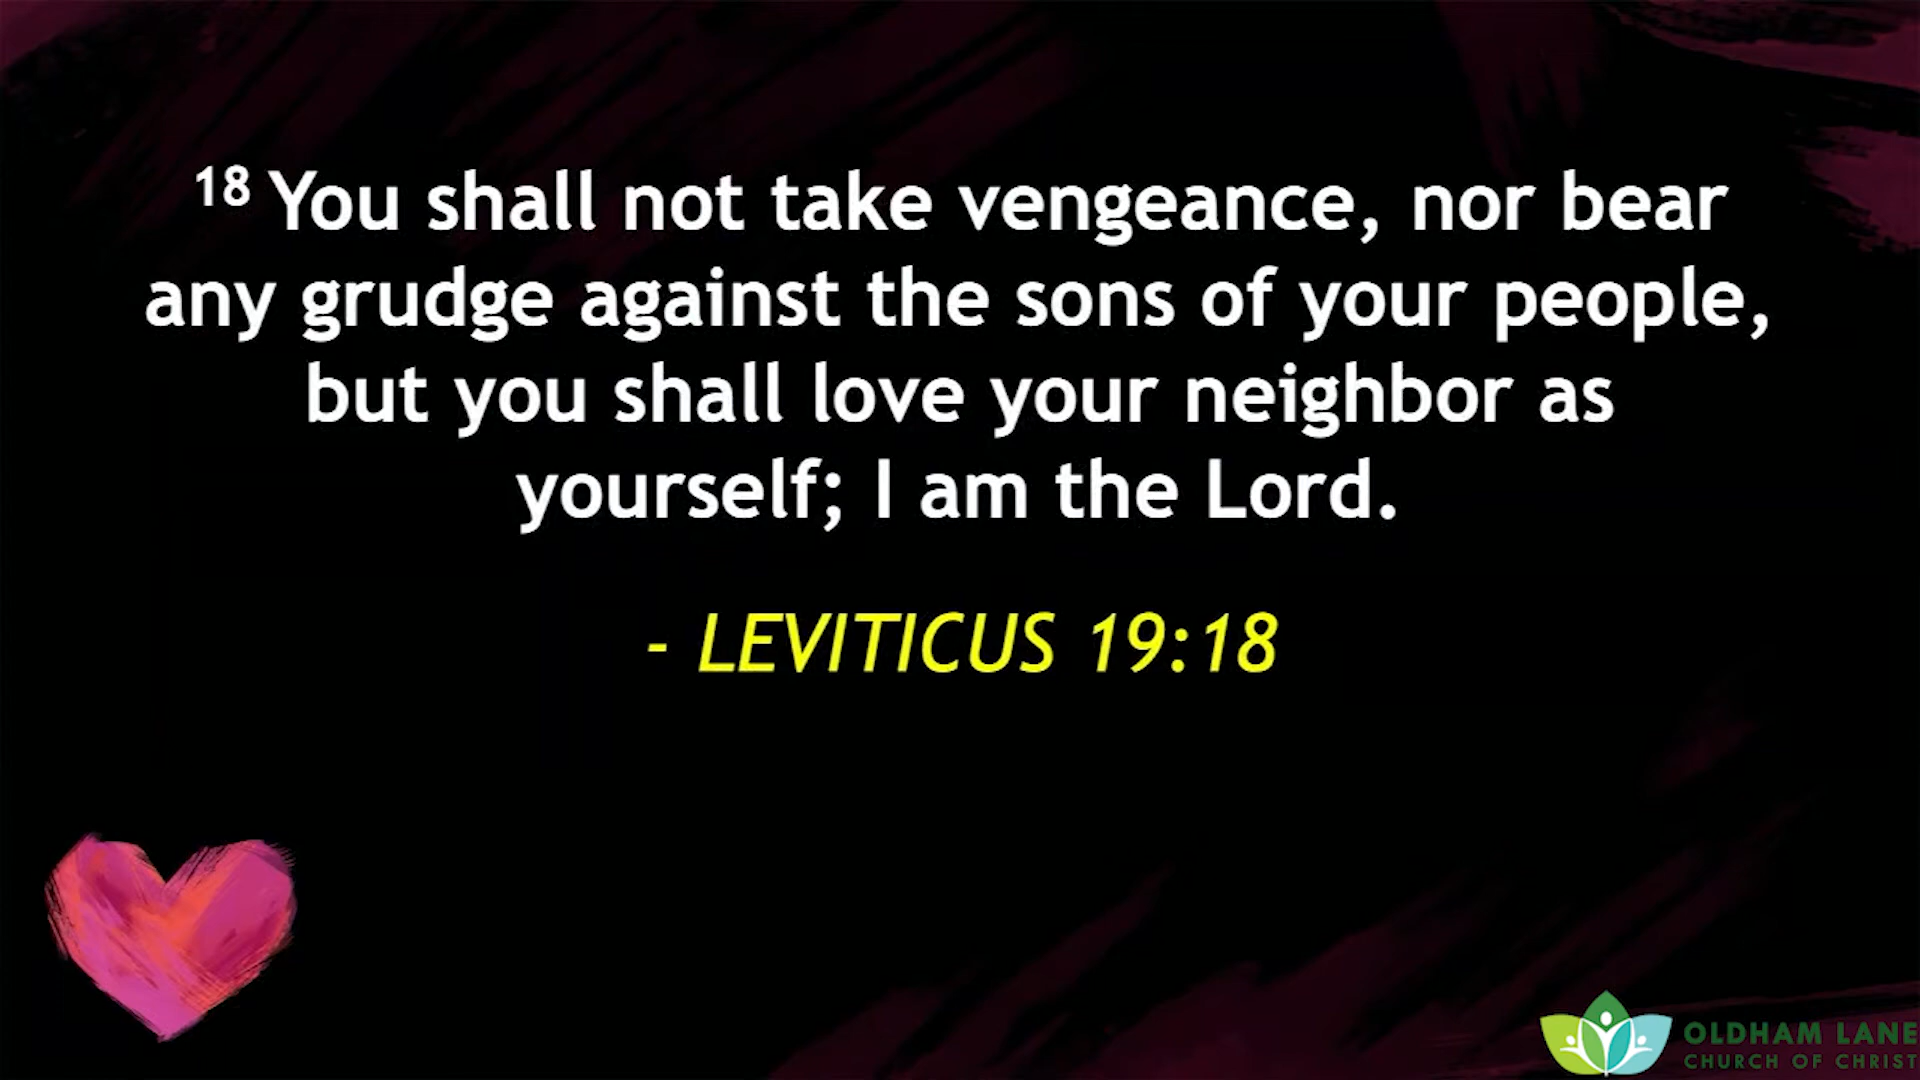 18 You shall not take vengeance, nor bear
any grudge against the sons of your people,
but you shall love your neighbor as
yourself; I am the Lord.
- LEVITICUS 19:18
OLDHAM LANE
CHURCH OF CHRIST